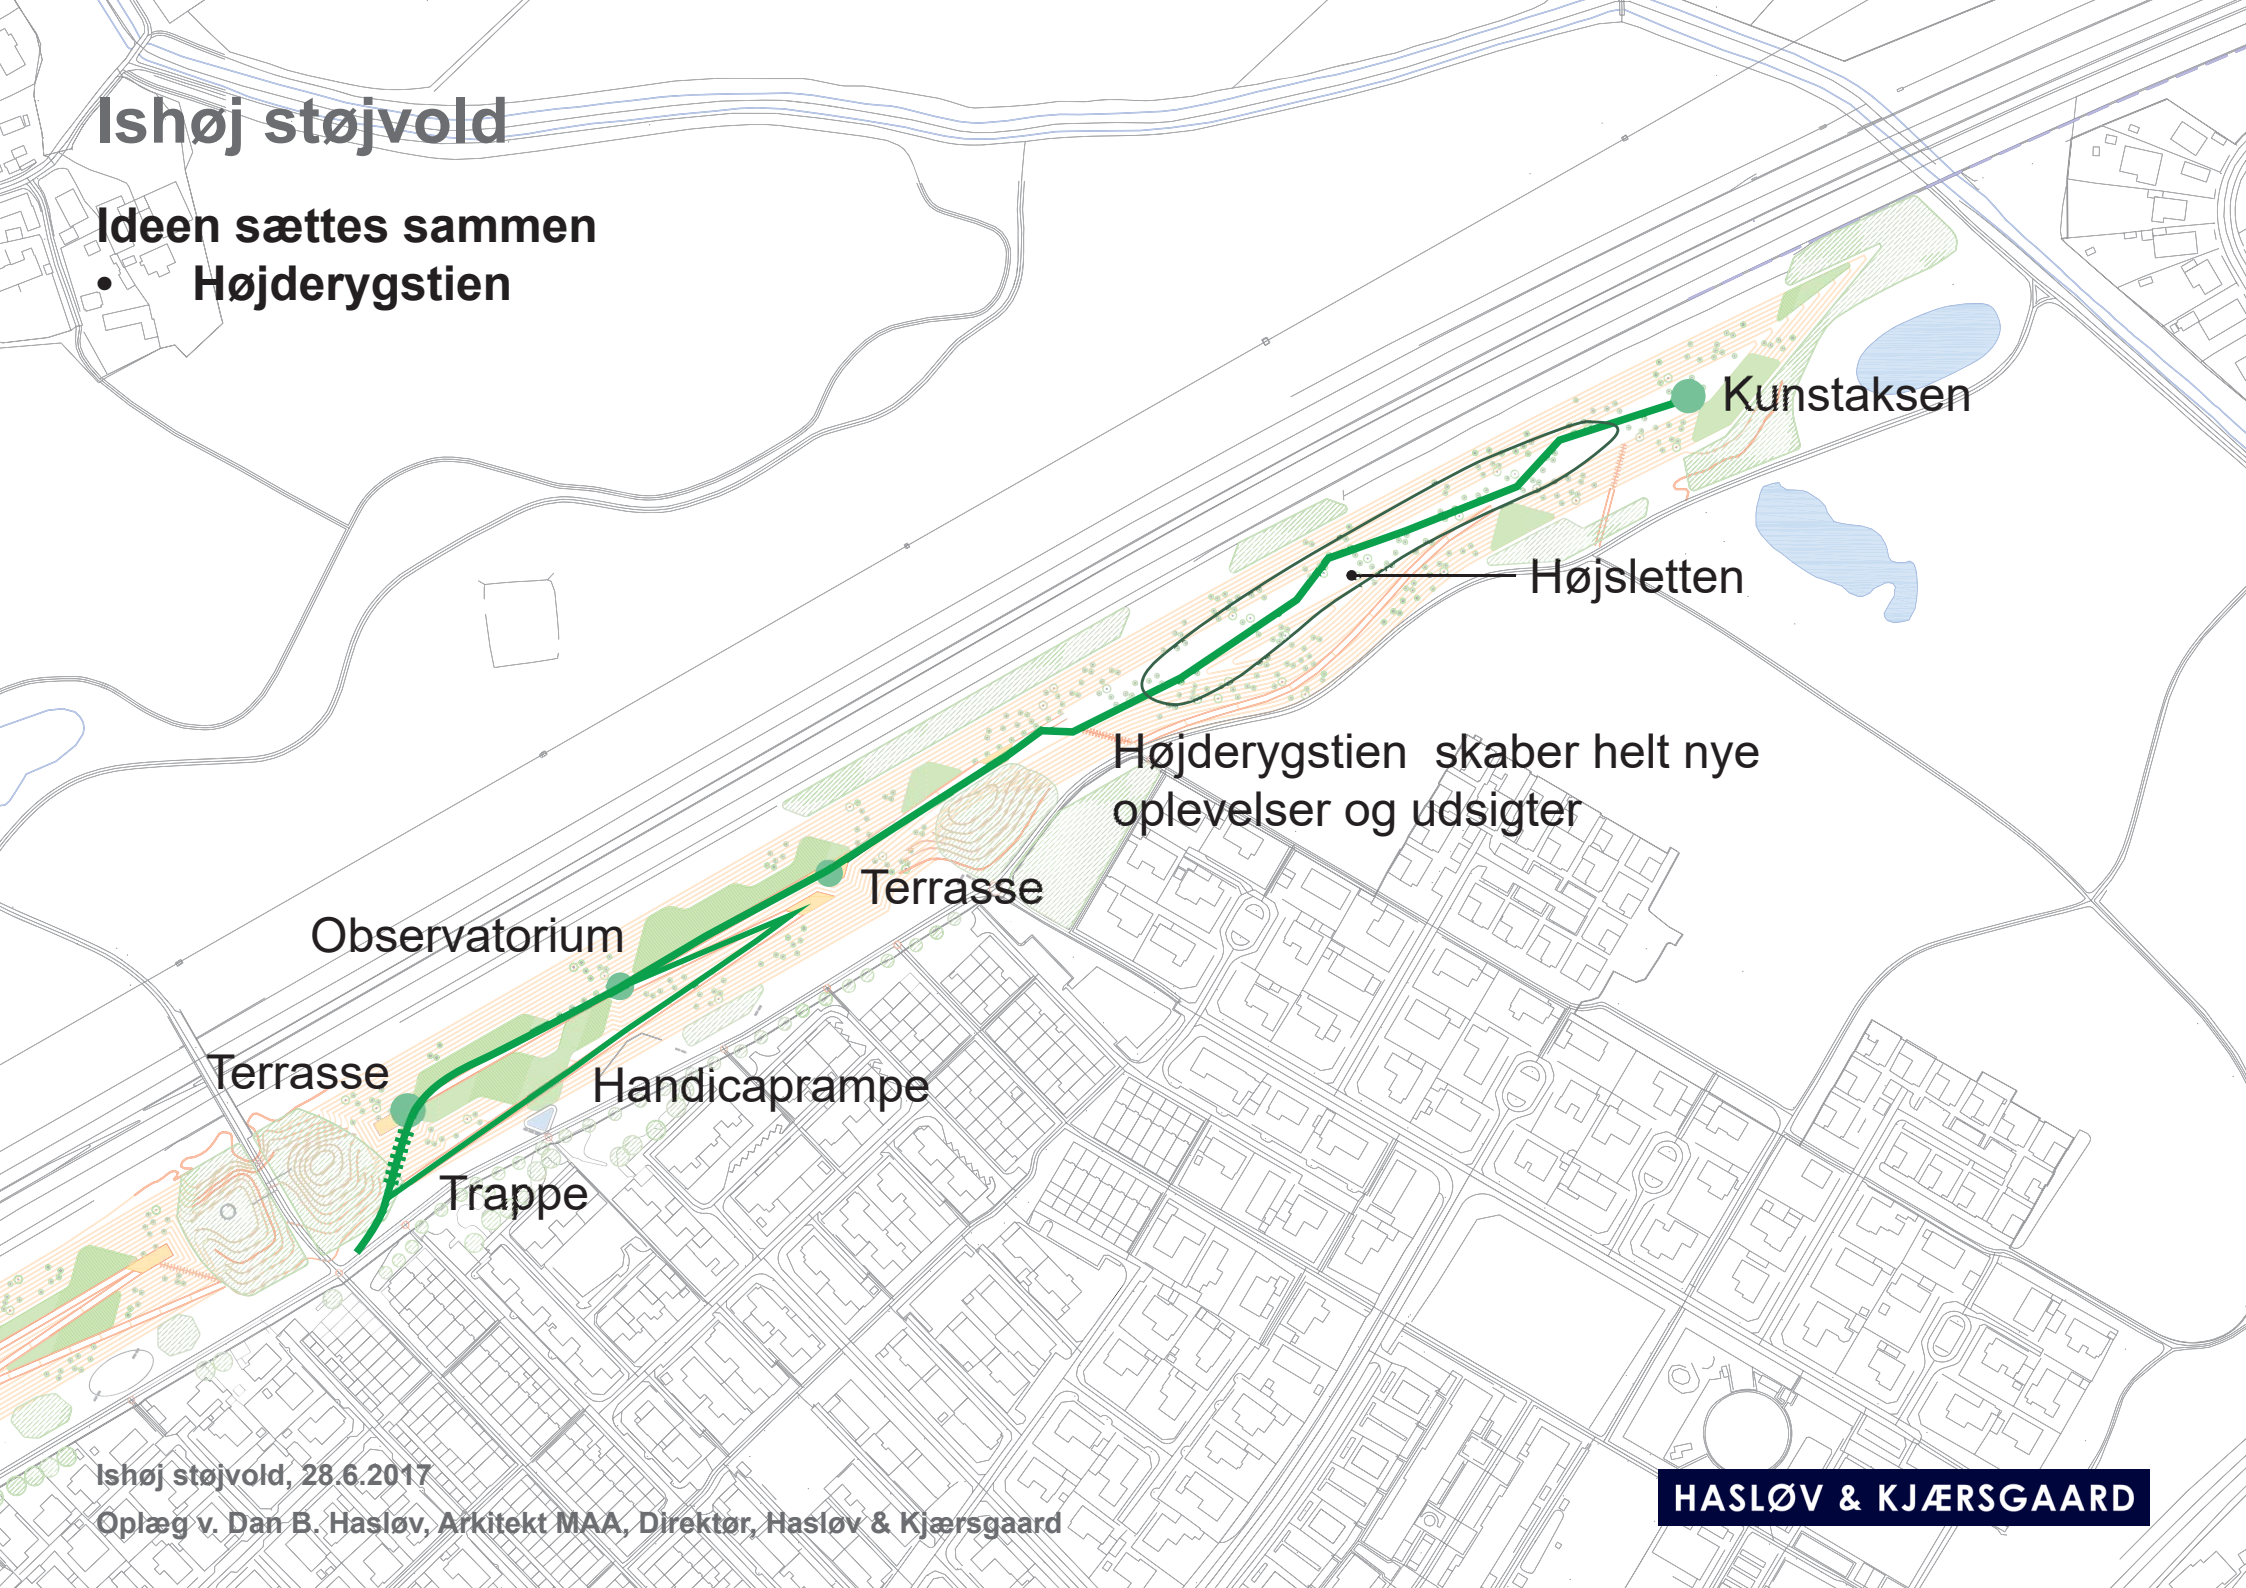 Ishøj støjvold
Ideen sættes sammen
• Højderygstien
Kunstaksen
Højsletten
Højderygstien skaber helt nye
oplevelser og udsigter
Terrasse
Observatorium
Terrasse
Handicaprampe
Trappe
Ishøj støjvold, 28.6.2017
Oplæg v. Dan B. Hasløv, Arkitekt MAA, Direktør, Hasløv & Kjærsgaard
HASLØV & KJÆRSGAARD